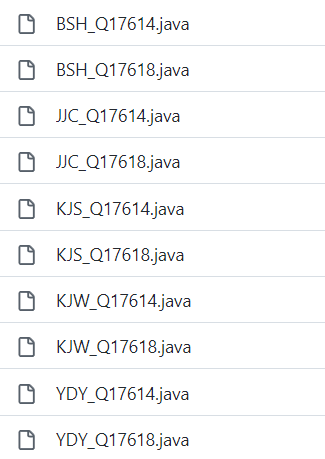 BSH_Q17614.java
BSH_Q17618.java
JJC_Q17614.java
JJC_Q17618.java
KJS_Q17614.java
KJS_Q17618.java
KJW_Q17614.java
KJW_Q17618.java
YDY_Q17614.java
YDY_Q17618.java